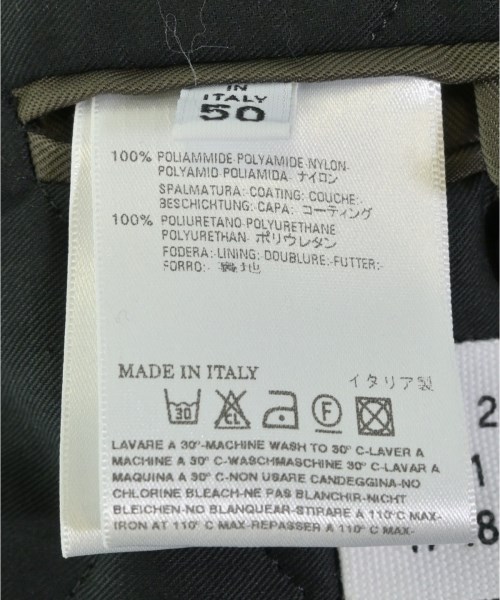 IN
ITALY
50
100% POLIAMMIDE-POLYAMIDE-NYLON-
POLYAMID-POLIAMIDA-ナイロン
SPALMATURA: COATING: COUCHE:
BESCHICHTUNG: CAPA: コーティング
100% POLIURETANO-POLYURETHANE
POLYURETHAN-ポリウレタン
FODERA: LINING: DOUBLURE: FUTTER:
FORRO: 裏地
MADE IN ITALY イタリア製
30 CL F
LAVARE A 30°-MACHINE WASH TO 30° C-LAVER A
MACHINE A 30° C-WASCHMASCHINE 30° C-LAVAR A
MAQUINA A 30° C-NON USARE CANDEGGINA-NO
CHLORINE BLEACH-NE PAS BLANCHIR-NICHT
BLEICHEN-NO BLANQUEAR-STIRARE A 110° C MAX-
IRON AT 110° C MAX-REPASSER A 110° C MAX-
2
1
8